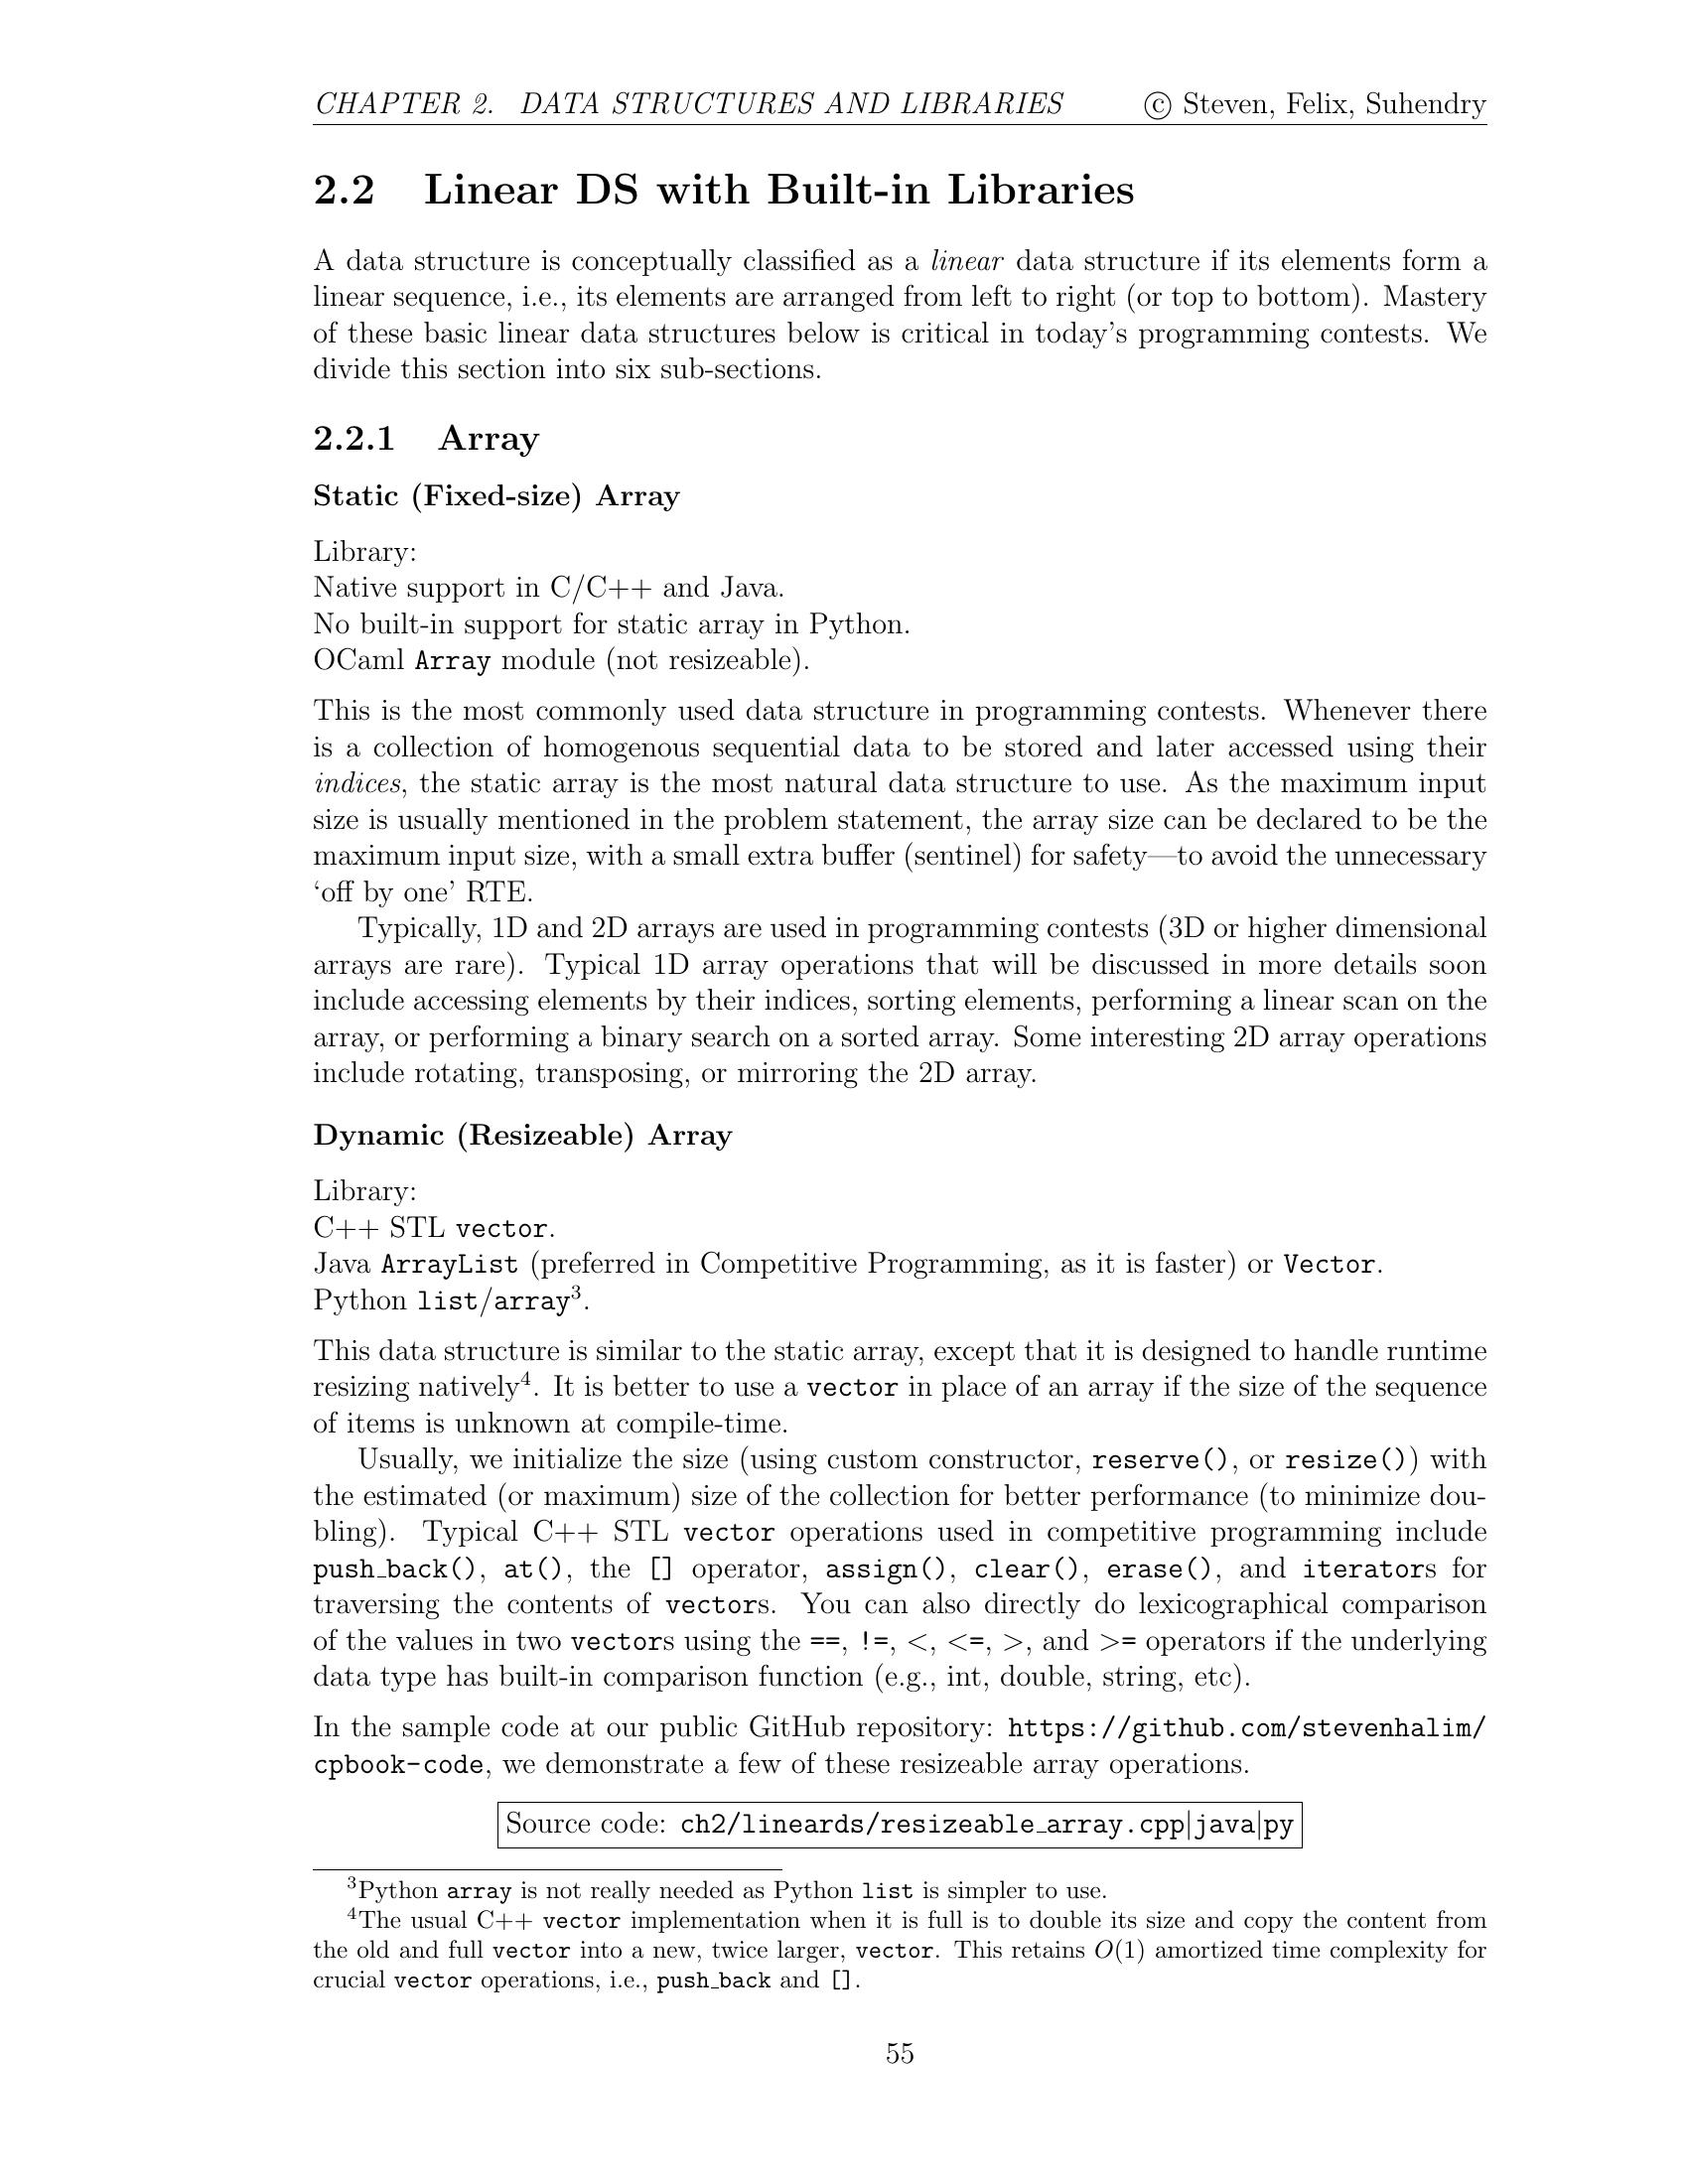 CHAPTER 2. DATA STRUCTURES AND LIBRARIES © Steven, Felix, Suhendry
2.2 Linear DS with Built-in Libraries
A data structure is conceptually classified as a linear data structure if its elements form a
linear sequence, i.e., its elements are arranged from left to right (or top to bottom). Mastery
of these basic linear data structures below is critical in today's programming contests. We
divide this section into six sub-sections.
2.2.1 Array
Static (Fixed-size) Array
Library:
Native support in C/C++ and Java.
No built-in support for static array in Python.
OCaml Array module (not resizeable).
This is the most commonly used data structure in programming contests. Whenever there
is a collection of homogenous sequential data to be stored and later accessed using their
indices, the static array is the most natural data structure to use. As the maximum input
size is usually mentioned in the problem statement, the array size can be declared to be the
maximum input size, with a small extra buffer (sentinel) for safety—to avoid the unnecessary
‘off by one’ RTE.
Typically, 1D and 2D arrays are used in programming contests (3D or higher dimensional
arrays are rare). Typical 1D array operations that will be discussed in more details soon
include accessing elements by their indices, sorting elements, performing a linear scan on the
array, or performing a binary search on a sorted array. Some interesting 2D array operations
include rotating, transposing, or mirroring the 2D array.
Dynamic (Resizeable) Array
Library:
C++ STL vector.
Java ArrayList (preferred in Competitive Programming, as it is faster) or Vector.
Python list/array³.
This data structure is similar to the static array, except that it is designed to handle runtime
resizing natively⁴. It is better to use a vector in place of an array if the size of the sequence
of items is unknown at compile-time.
Usually, we initialize the size (using custom constructor, reserve(), or resize()) with
the estimated (or maximum) size of the collection for better performance (to minimize dou-
bling). Typical C++ STL vector operations used in competitive programming include
push_back(), at(), the [] operator, assign(), clear(), erase(), and iterators for
traversing the contents of vectors. You can also directly do lexicographical comparison
of the values in two vectors using the ==, !=, <, <=, >, and >= operators if the underlying
data type has built-in comparison function (e.g., int, double, string, etc).
In the sample code at our public GitHub repository: https://github.com/stevenhalim/
cpbook-code, we demonstrate a few of these resizeable array operations.
Source code: ch2/lineards/resizeable_array.cpp|java|py
³Python array is not really needed as Python list is simpler to use.
⁴The usual C++ vector implementation when it is full is to double its size and copy the content from
the old and full vector into a new, twice larger, vector. This retains O(1) amortized time complexity for
crucial vector operations, i.e., push_back and [].
55